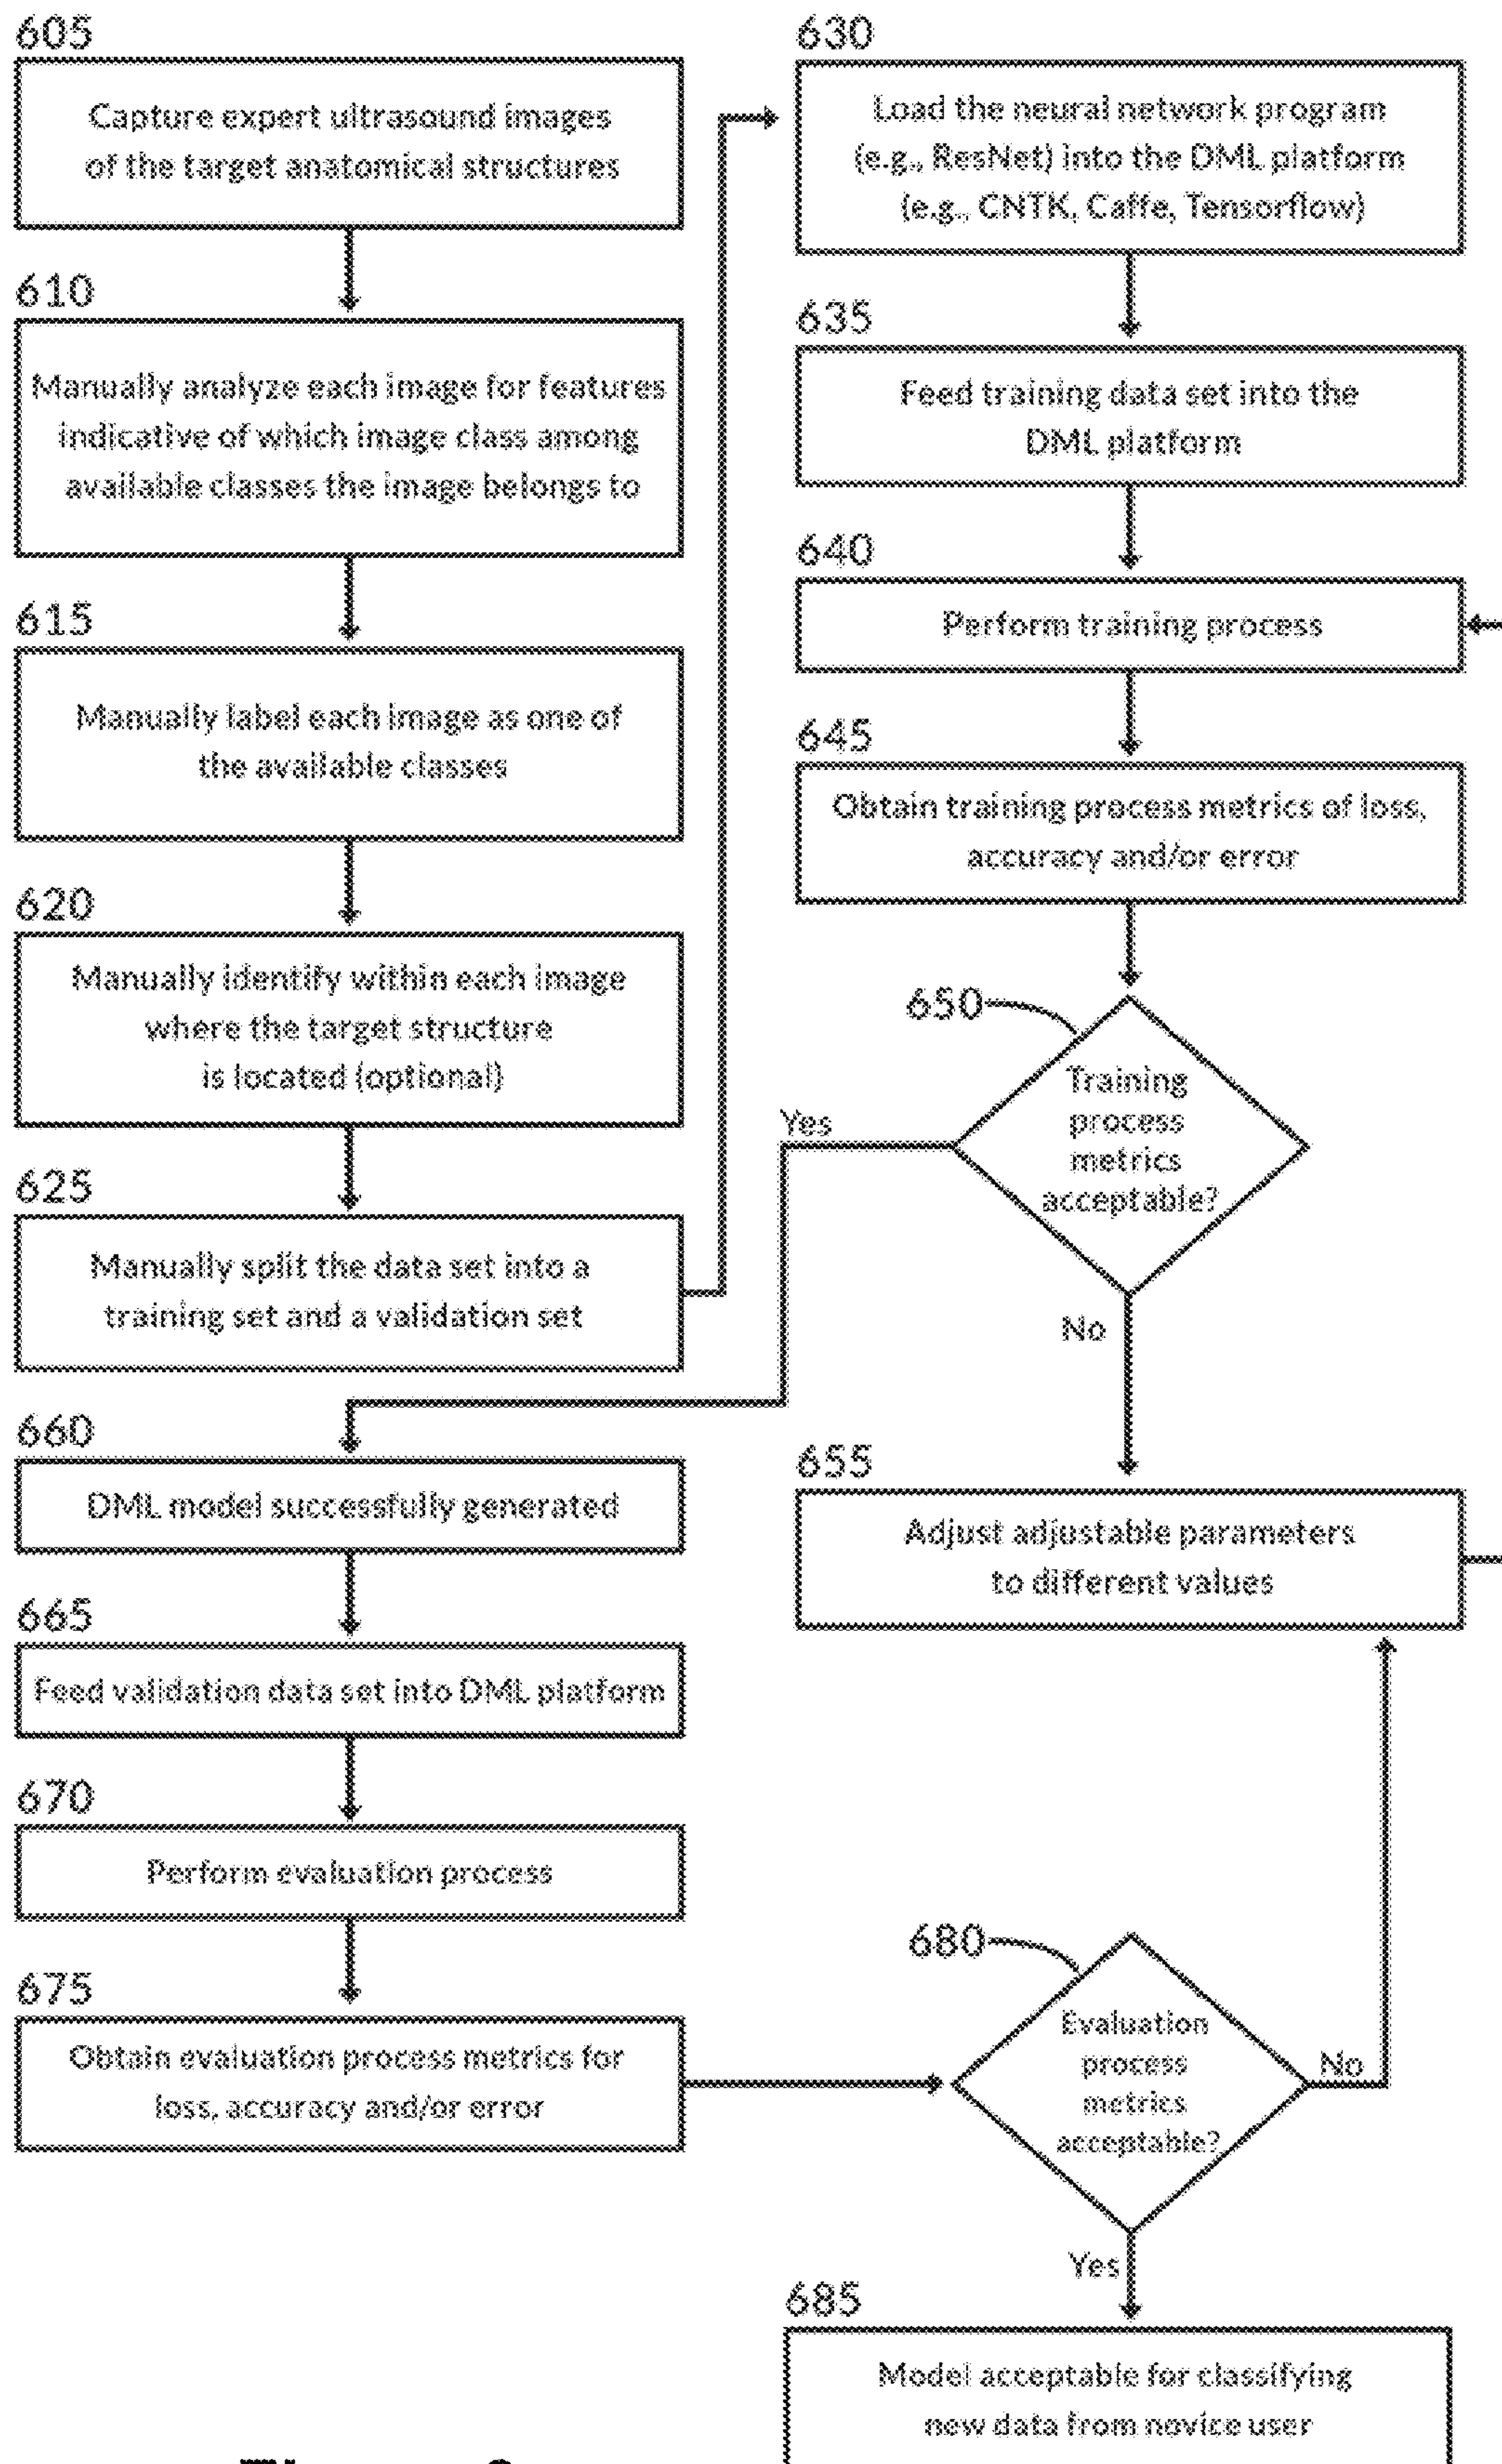 605
Capture expert ultrasound images
of the target anatomical structures
610
Manually analyze each image for features
indicative of which image class among
available classes the image belongs to
615
Manually label each image as one of
the available classes
620
Manually identify within each image
where the target structure
is located (optional)
625
Manually split the data set into a
training set and a validation set
630
Load the neural network program
(e.g., ResNet) into the DML platform
(e.g., CNTK, Caffe, Tensorflow)
635
Feed training data set into the
DML platform
640
Perform training process
645
Obtain training process metrics of loss,
accuracy and/or error
650
Training
process
metrics
acceptable?
Yes
No
655
Adjust adjustable parameters
to different values
660
DML model successfully generated
665
Feed validation data set into DML platform
670
Perform evaluation process
675
Obtain evaluation process metrics for
loss, accuracy and/or error
680
Evaluation
process
metrics
acceptable?
No
Yes
685
Model acceptable for classifying
new data from novice user